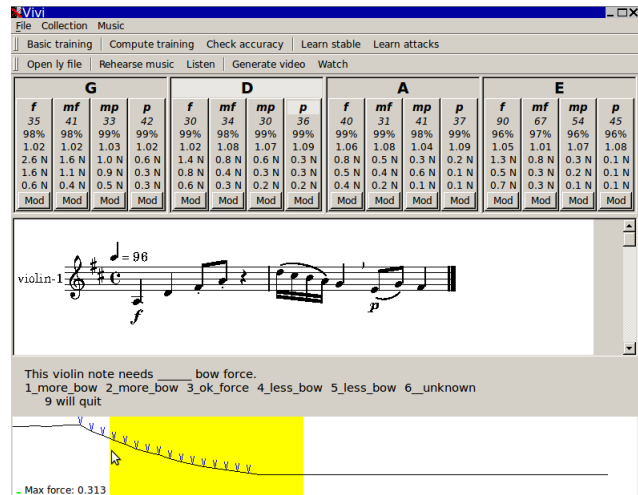 Vivi
File Collection Music
Basic training Compute training Check accuracy Learn stable Learn attacks
Open ly file Rehearse music Listen Generate video Watch
G D A E
f mf mp p f mf mp p f mf mp p f mf mp p
35 41 33 42 30 34 30 36 40 31 41 37 90 67 54 45
98% 98% 99% 99% 99% 98% 99% 99% 99% 99% 98% 99% 96% 97% 96% 96%
1.02 1.02 1.03 1.02 1.02 1.08 1.07 1.09 1.06 1.08 1.04 1.09 1.05 1.01 1.07 1.08
2.6 N 1.6 N 1.0 N 0.6 N 1.4 N 0.8 N 0.6 N 0.3 N 0.8 N 0.5 N 0.3 N 0.2 N 1.3 N 0.8 N 0.3 N 0.1 N
1.6 N 1.1 N 0.9 N 0.3 N 0.8 N 0.4 N 0.3 N 0.3 N 0.5 N 0.4 N 0.6 N 0.1 N 0.5 N 0.3 N 0.2 N 0.1 N
0.6 N 0.4 N 0.5 N 0.3 N 0.6 N 0.3 N 0.2 N 0.2 N 0.4 N 0.2 N 0.1 N 0.1 N 0.7 N 0.3 N 0.1 N 0.1 N
Mod Mod Mod Mod Mod Mod Mod Mod Mod Mod Mod Mod Mod Mod Mod Mod
= 96
violin-1
p
f
This violin note needs _____ bow force.
1_more_bow 2_more_bow 3_ok_force 4_less_bow 5_less_bow 6__unknown
9 will quit
Max force: 0.313